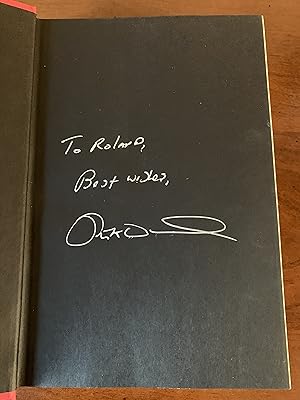 To Roland,
Best wishes,